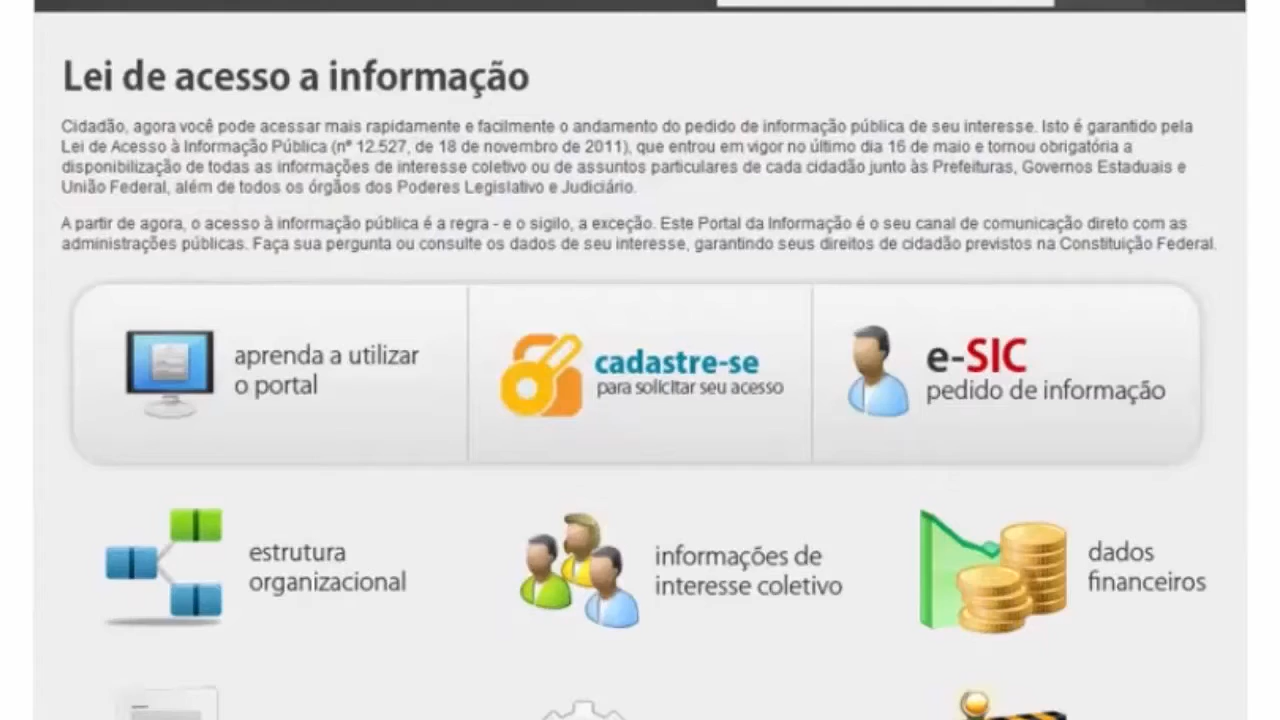 Lei de acesso a informação
Cidadão, agora você pode acessar mais rapidamente e facilmente o andamento do pedido de informação pública de seu interesse. Isto é garantido pela
Lei de Acesso à Informação Pública (nº 12.527, de 18 de novembro de 2011), que entrou em vigor no último dia 16 de maio e tornou obrigatória a
disponibilização de todas as informações de interesse coletivo ou de assuntos particulares de cada cidadão junto às Prefeituras, Governos Estaduais e
União Federal, além de todos os órgãos dos Poderes Legislativo e Judiciário.
A partir de agora, o acesso à informação pública é a regra - e o sigilo, a exceção. Este Portal da Informação é o seu canal de comunicação direto com as
administrações públicas. Faça sua pergunta ou consulte os dados de seu interesse, garantindo seus direitos de cidadão previstos na Constituição Federal.
aprenda a utilizar
o portal
cadastre-se
para solicitar seu acesso
e-SIC
pedido de informação
estrutura
organizacional
informações de
interesse coletivo
dados
financeiros